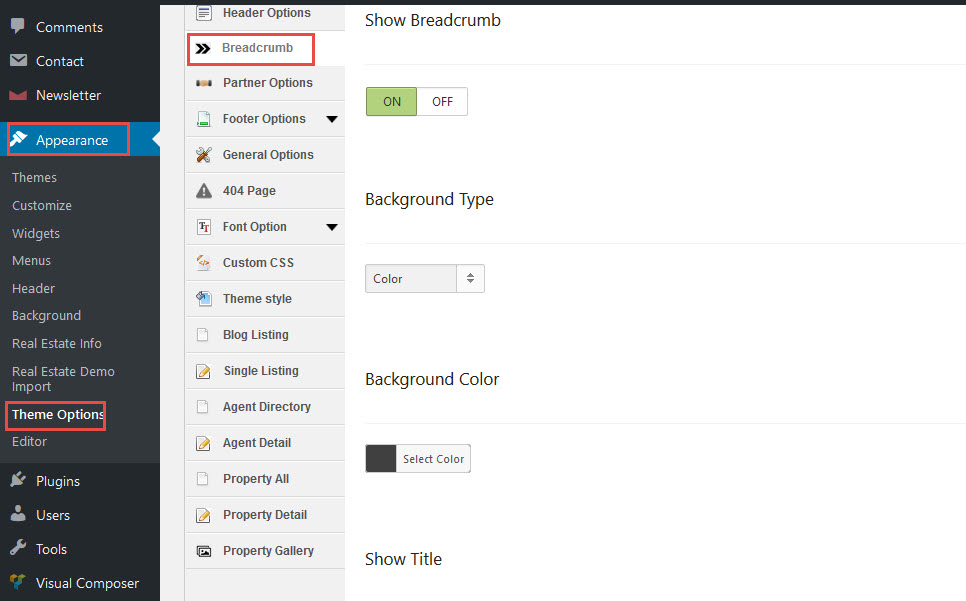 Comments
Contact
Newsletter
Appearance
Themes
Customize
Widgets
Menus
Header
Background
Real Estate Info
Real Estate Demo
Import
Theme Options
Editor
Plugins
Users
Tools
Visual Composer
Header Options
Breadcrumb
Partner Options
Footer Options
General Options
404 Page
Font Option
Custom CSS
Theme style
Blog Listing
Single Listing
Agent Directory
Agent Detail
Property All
Property Detail
Property Gallery
Show Breadcrumb
ON OFF
Background Type
Color
Background Color
Select Color
Show Title